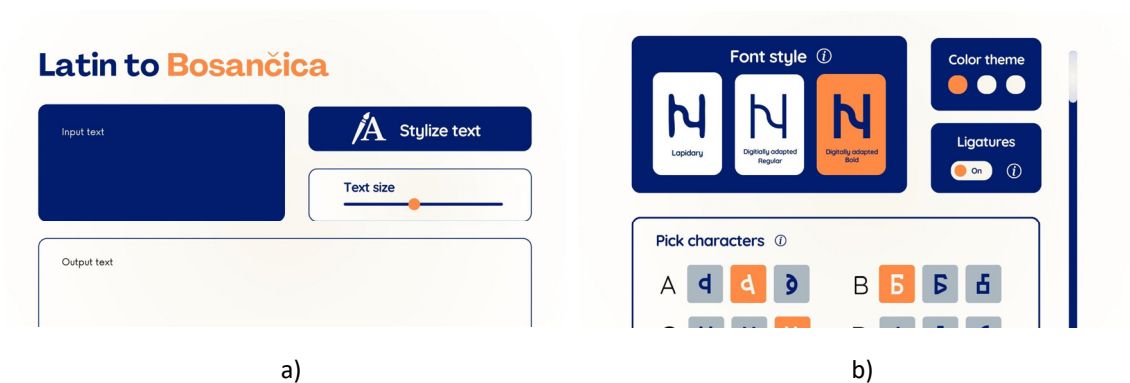 Latin to Bosančica
Input text
Stylize text
Text size
Output text
a)
Font style
Lapidary
Digitially adapted
Regular
Digitally adapted
Bold
Color theme
Ligatures
On
Pick characters
A
B
b)